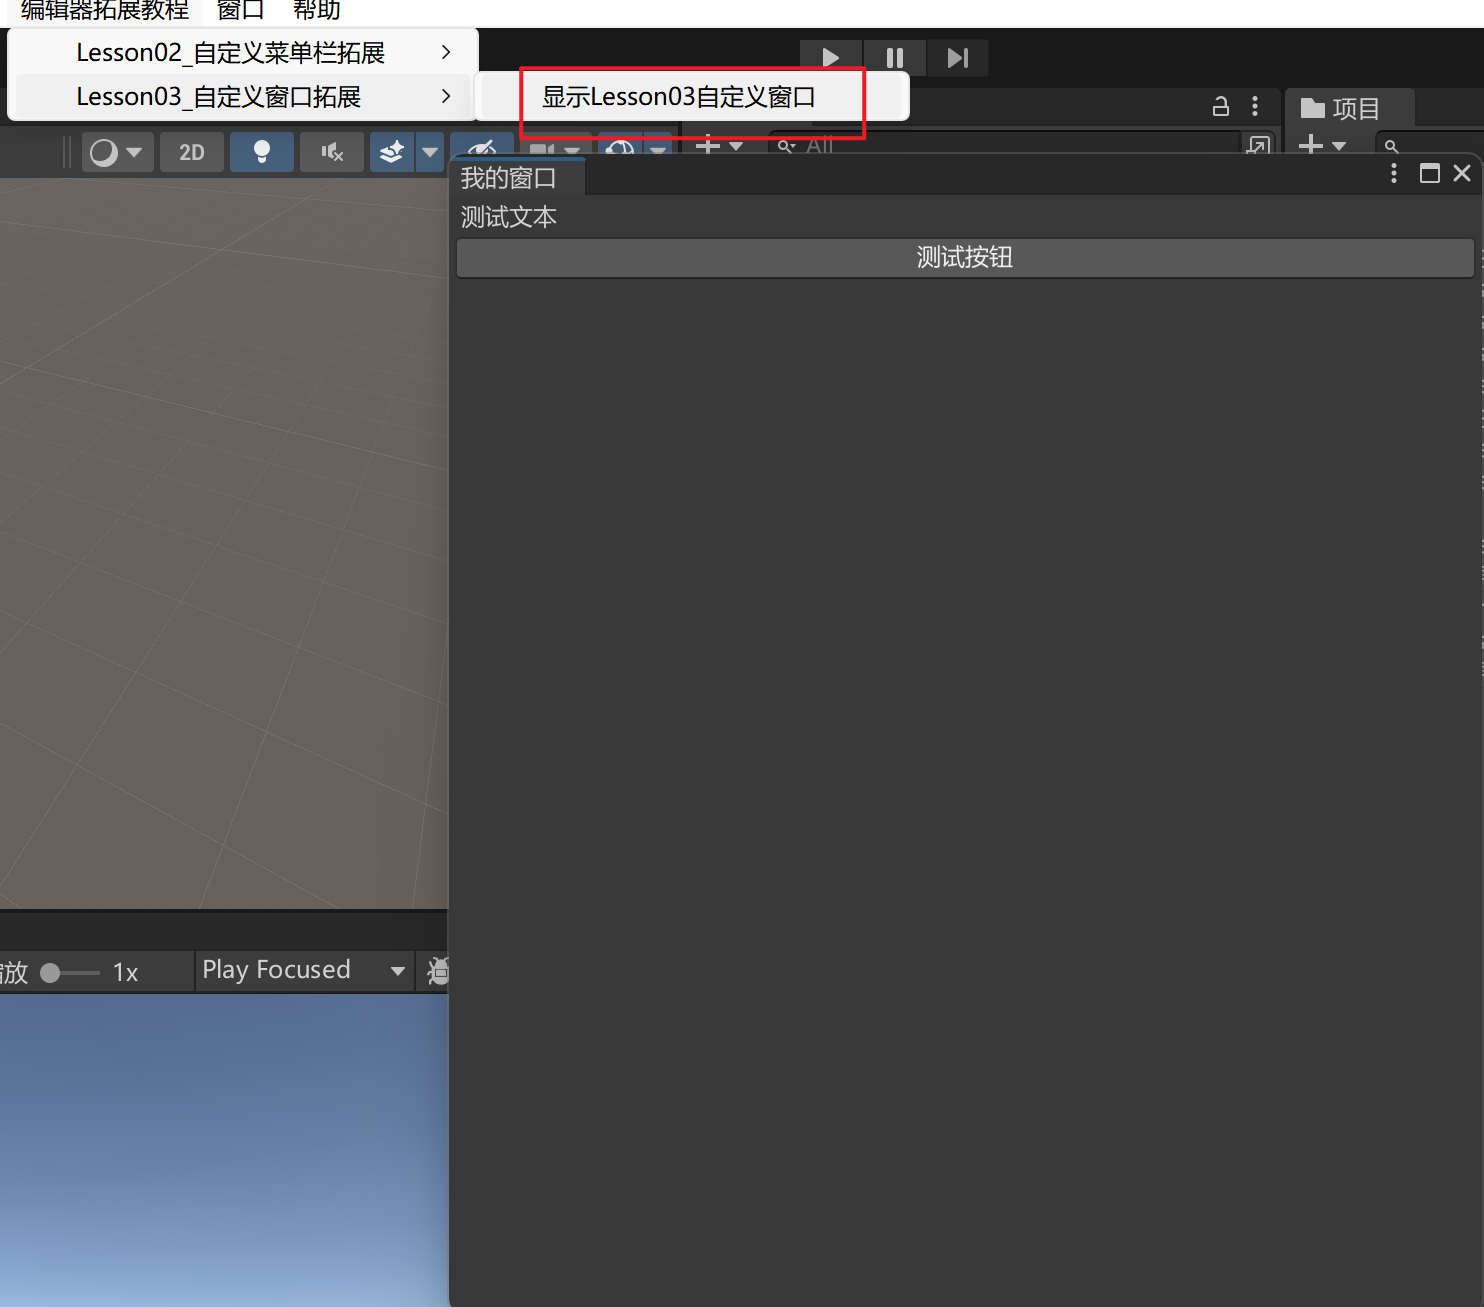 编辑器拓展教程 窗口 帮助
Lesson02_自定义菜单栏拓展
Lesson03_自定义窗口拓展
显示Lesson03自定义窗口
项目
2D
All
我的窗口
测试文本
测试按钮
缩放 1x Play Focused